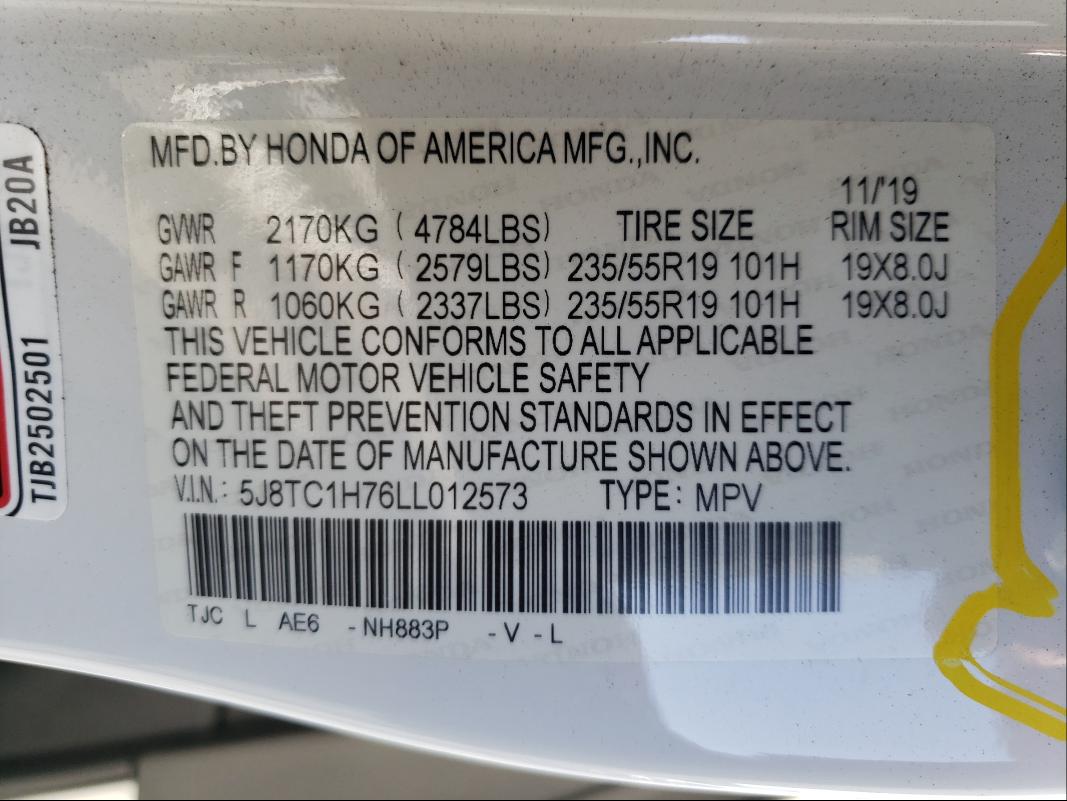 MFD.BY HONDA OF AMERICA MFG.,INC.
11/'19
GVWR 2170KG ( 4784LBS) TIRE SIZE RIM SIZE
GAWR F 1170KG ( 2579LBS) 235/55R19 101H 19X8.0J
GAWR R 1060KG ( 2337LBS) 235/55R19 101H 19X8.0J
THIS VEHICLE CONFORMS TO ALL APPLICABLE
FEDERAL MOTOR VEHICLE SAFETY
AND THEFT PREVENTION STANDARDS IN EFFECT
ON THE DATE OF MANUFACTURE SHOWN ABOVE.
V.I.N.: 5J8TC1H76LL012573 TYPE: MPV
TJC L AE6 -NH883P -V -L
TJB2502501 JB20A